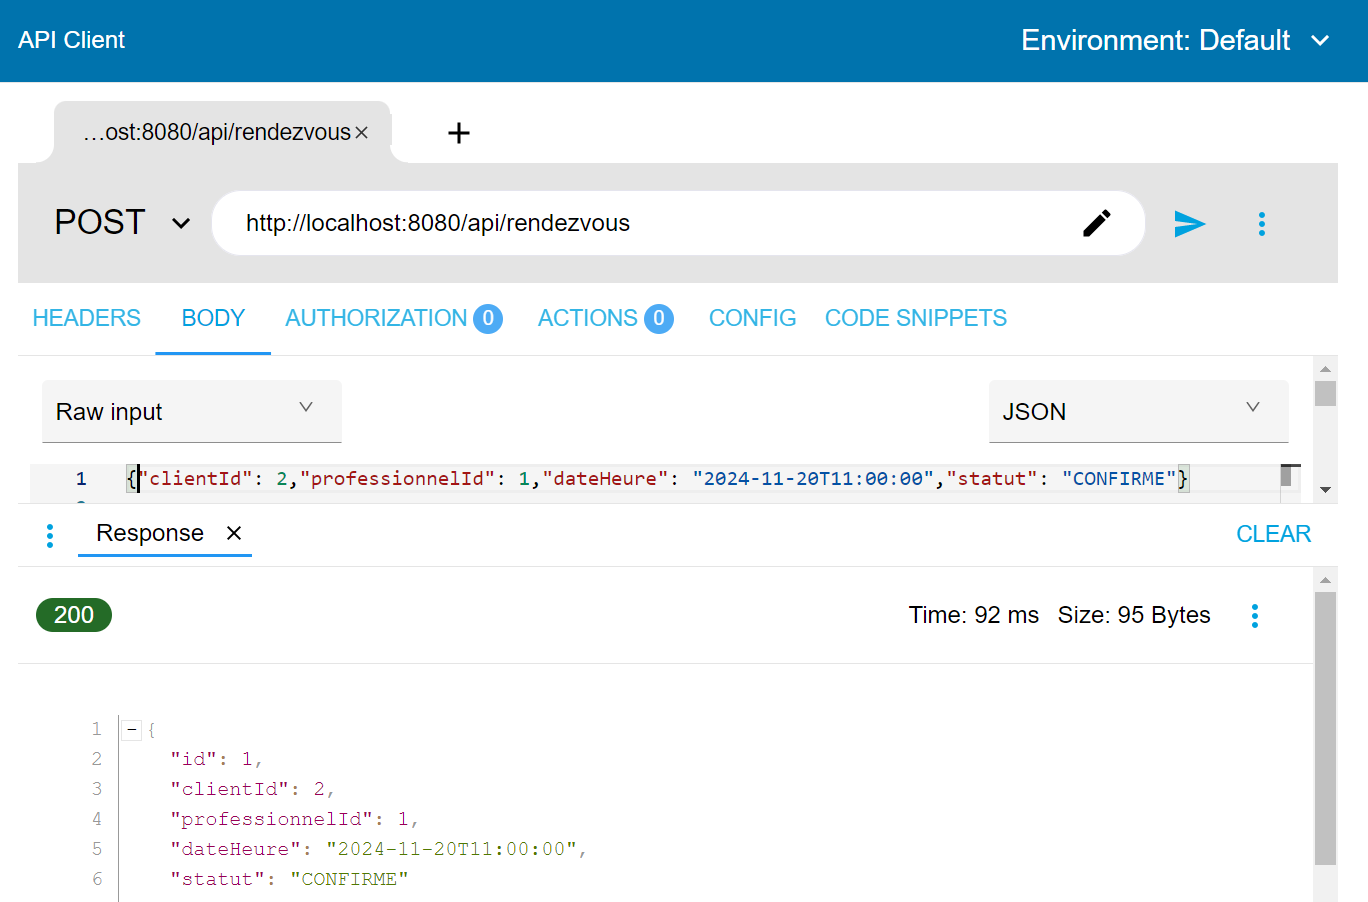 API Client
Environment: Default
...ost:8080/api/rendezvous
POST
http://localhost:8080/api/rendezvous
HEADERS BODY AUTHORIZATION 0 ACTIONS 0 CONFIG CODE SNIPPETS
Raw input
JSON
1 {"clientId": 2,"professionnelId": 1,"dateHeure": "2024-11-20T11:00:00","statut": "CONFIRME"}
Response
CLEAR
200
Time: 92 ms Size: 95 Bytes
1 {
2 "id": 1,
3 "clientId": 2,
4 "professionnelId": 1,
5 "dateHeure": "2024-11-20T11:00:00",
6 "statut": "CONFIRME"